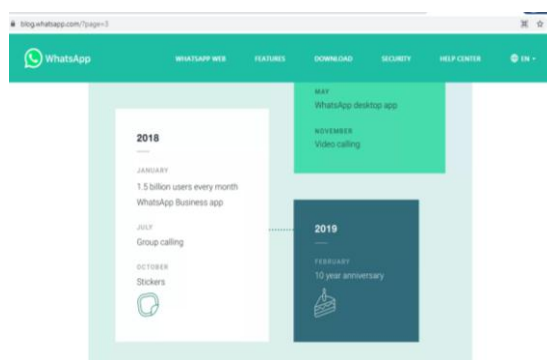 blog.whatsapp.com/?page=3
WhatsApp
WHATSAPP WEB FEATURES DOWNLOAD SECURITY HELP CENTER EN
MAY
WhatsApp desktop app
NOVEMBER
Video calling
2018
JANUARY
1.5 billion users every month
WhatsApp Business app
JULY
Group calling
OCTOBER
Stickers
2019
FEBRUARY
10 year anniversary